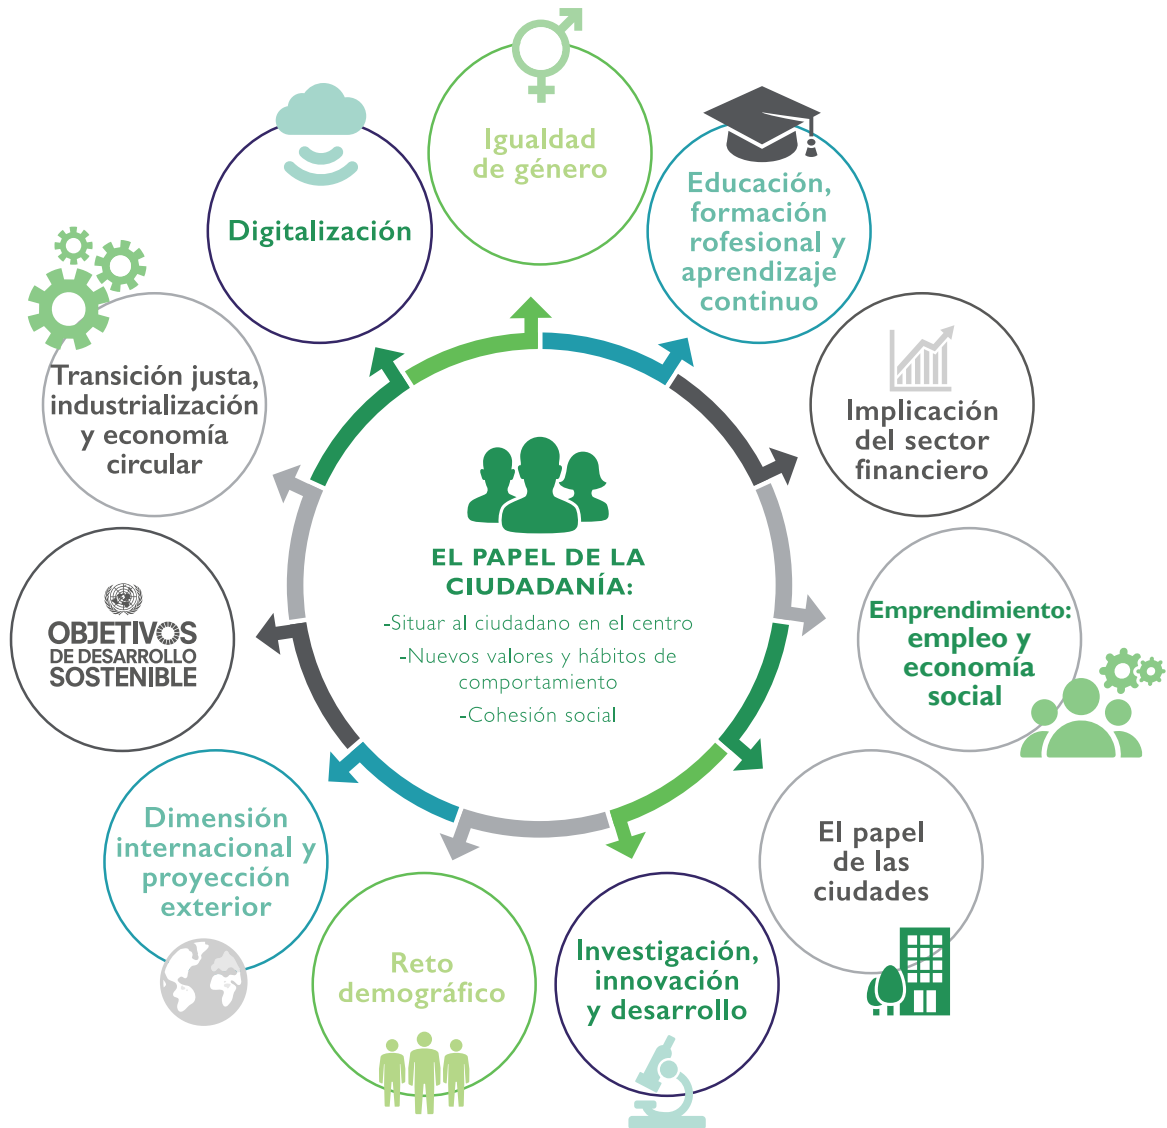 Igualdad
de género
Educación,
formación
rofesional y
aprendizaje
continuo
Implicación
del sector
financiero
Emprendimiento:
empleo y
economía
social
El papel
de las
ciudades
Investigación,
innovación
y desarrollo
Reto
demográfico
Dimensión
internacional y
proyección
exterior
OBJETIVOS
DE DESARROLLO
SOSTENIBLE
Transición justa,
industrialización
y economía
circular
Digitalización
EL PAPEL DE LA
CIUDADANÍA:
-Situar al ciudadano en el centro
-Nuevos valores y hábitos de
comportamiento
-Cohesión social